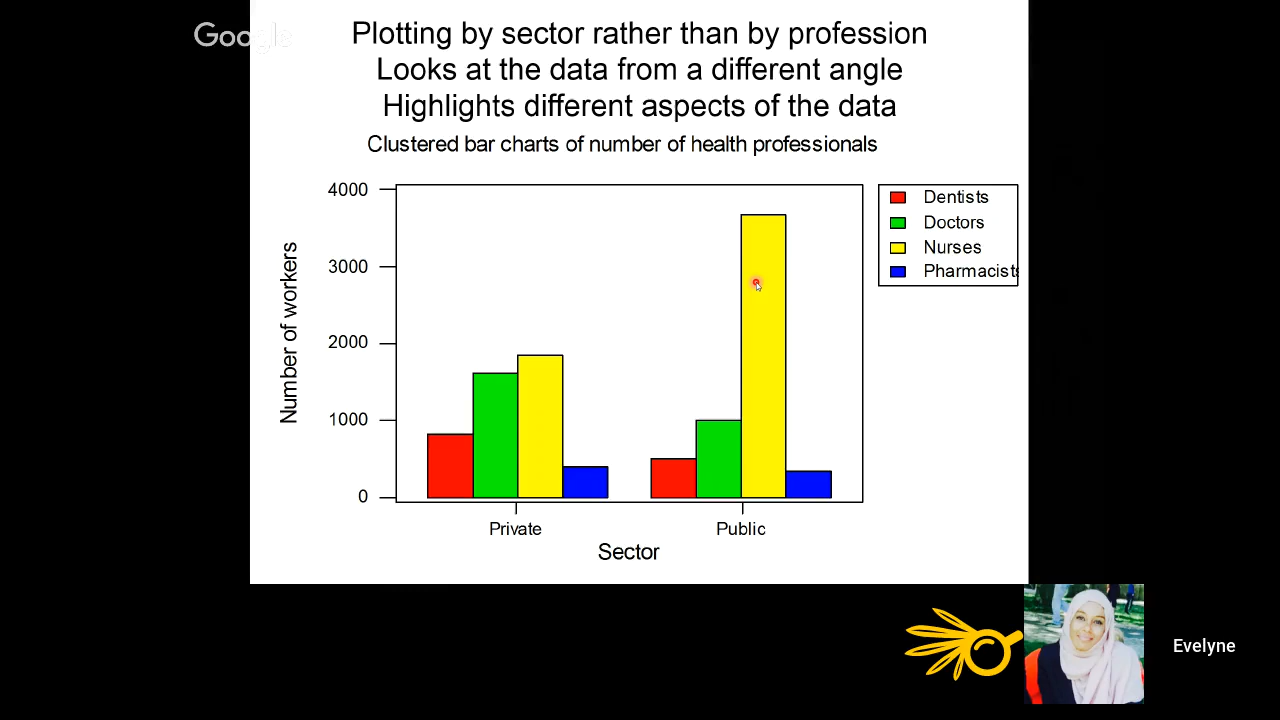 Google
Plotting by sector rather than by profession
Looks at the data from a different angle
Highlights different aspects of the data
Clustered bar charts of number of health professionals
4000
3000
2000
1000
0
Number of workers
Dentists
Doctors
Nurses
Pharmacists
Private
Public
Sector
Evelyne